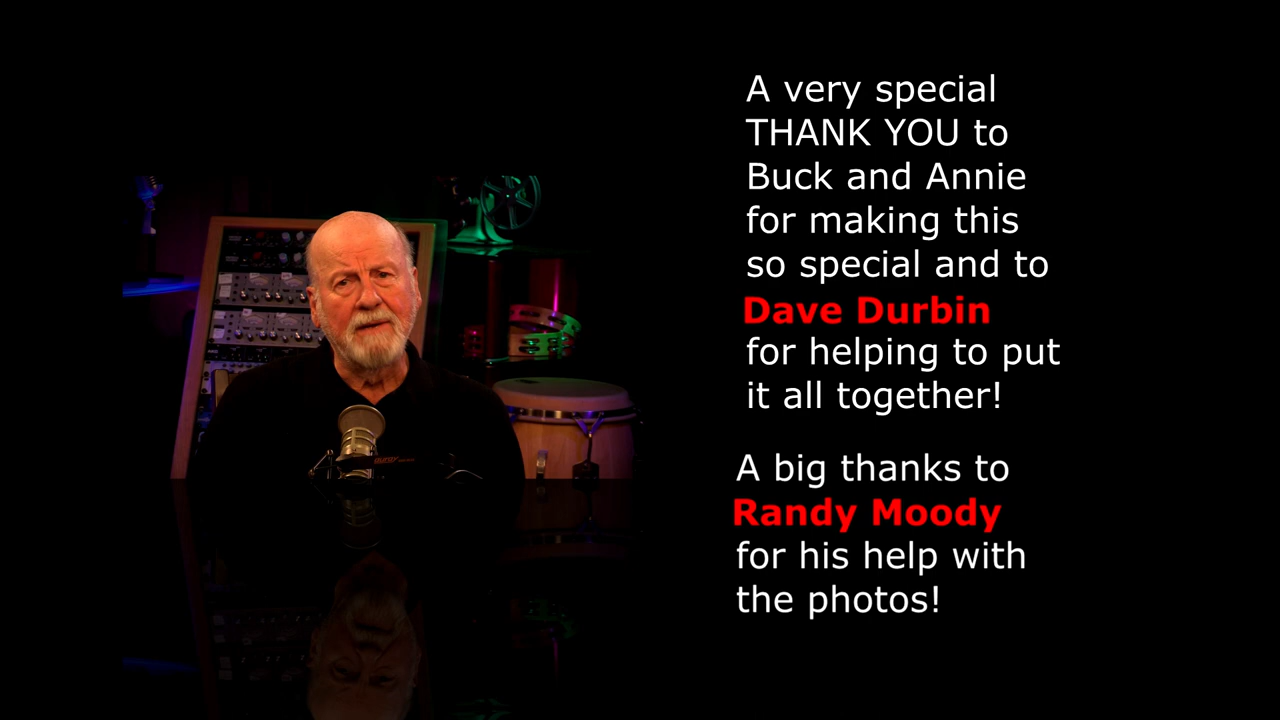 A very special
THANK YOU to
Buck and Annie
for making this
so special and to
Dave Durbin
for helping to put
it all together!
A big thanks to
Randy Moody
for his help with
the photos!